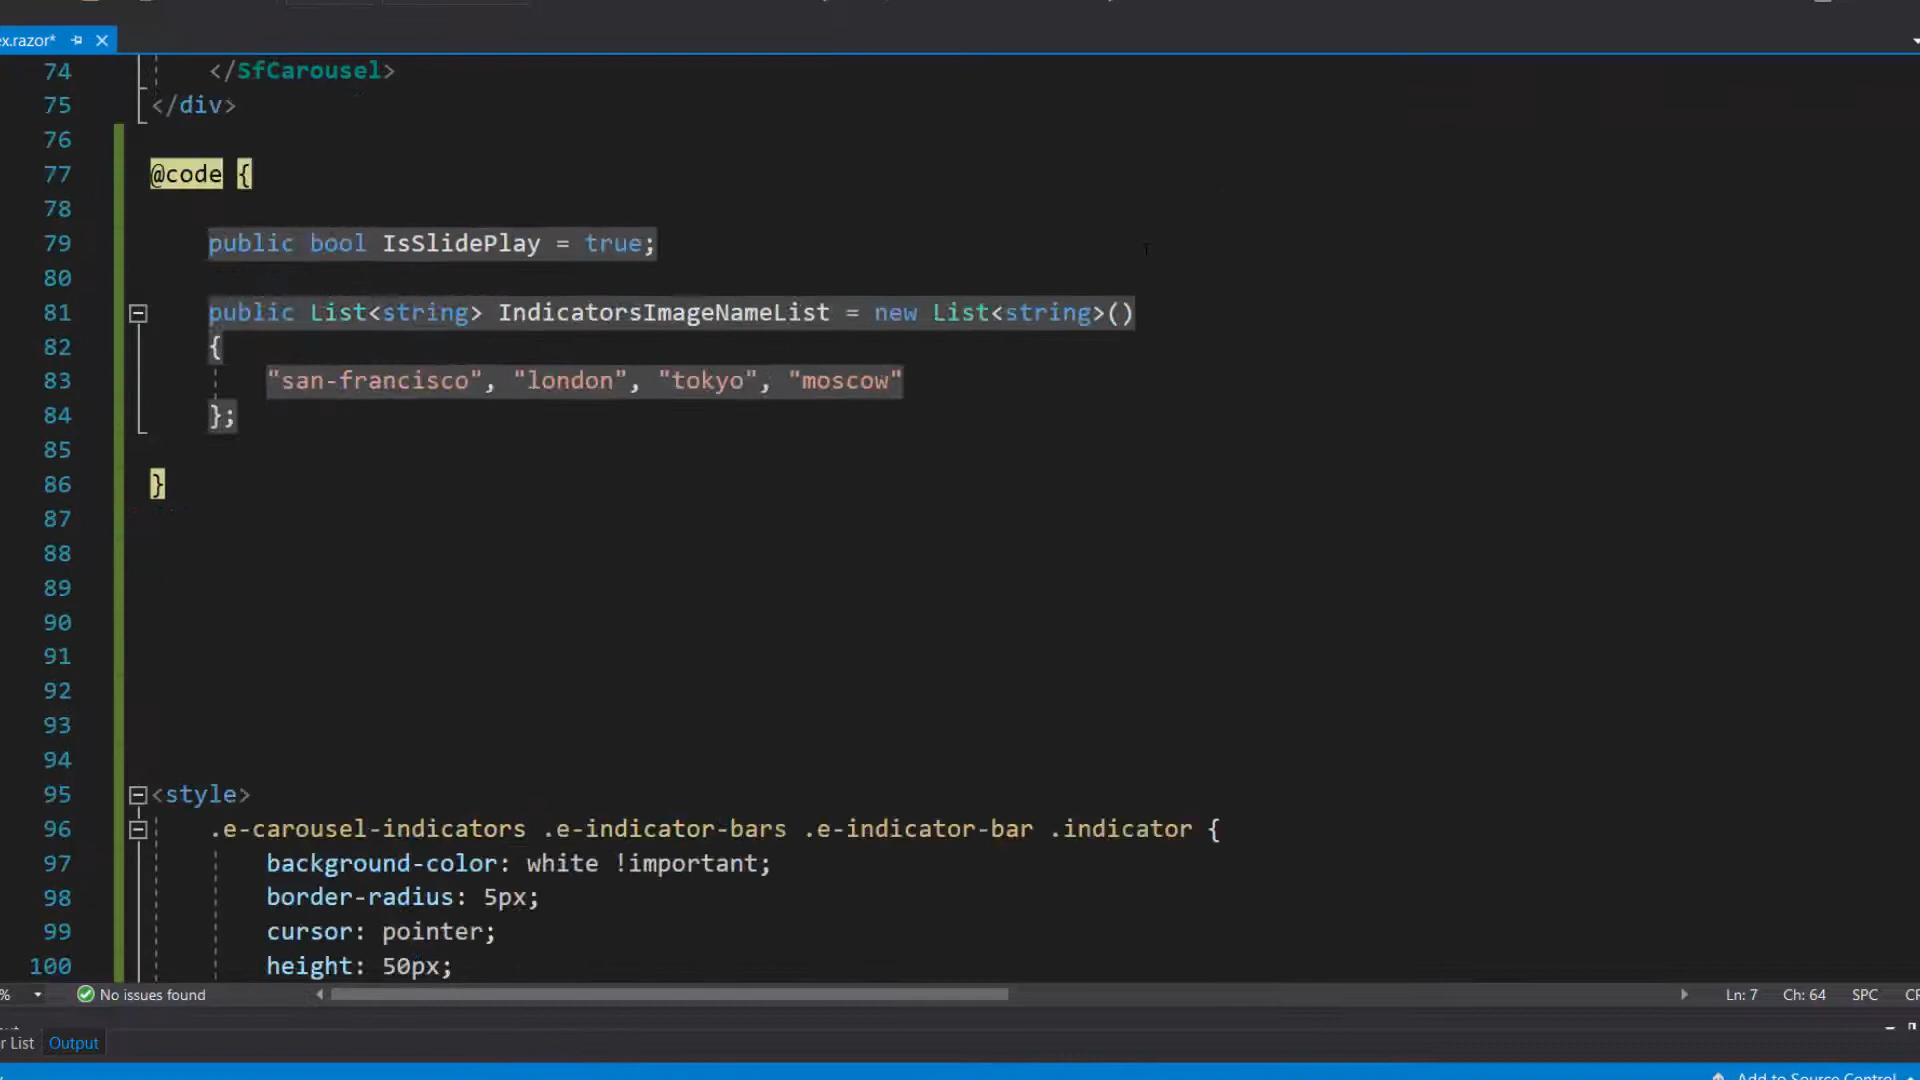 ex.razor*
74 </SfCarousel>
75 </div>
76
77 @code {
78
79 public bool IsSlidePlay = true;
80
81 public List<string> IndicatorsImageNameList = new List<string>()
82 {
83 "san-francisco", "london", "tokyo", "moscow"
84 };
85
86 }
87
88
89
90
91
92
93
94
95 <style>
96 .e-carousel-indicators .e-indicator-bars .e-indicator-bar .indicator {
97 background-color: white !important;
98 border-radius: 5px;
99 cursor: pointer;
100 height: 50px;
% No issues found Ln: 7 Ch: 64 SPC
r List Output
Add to Source Control